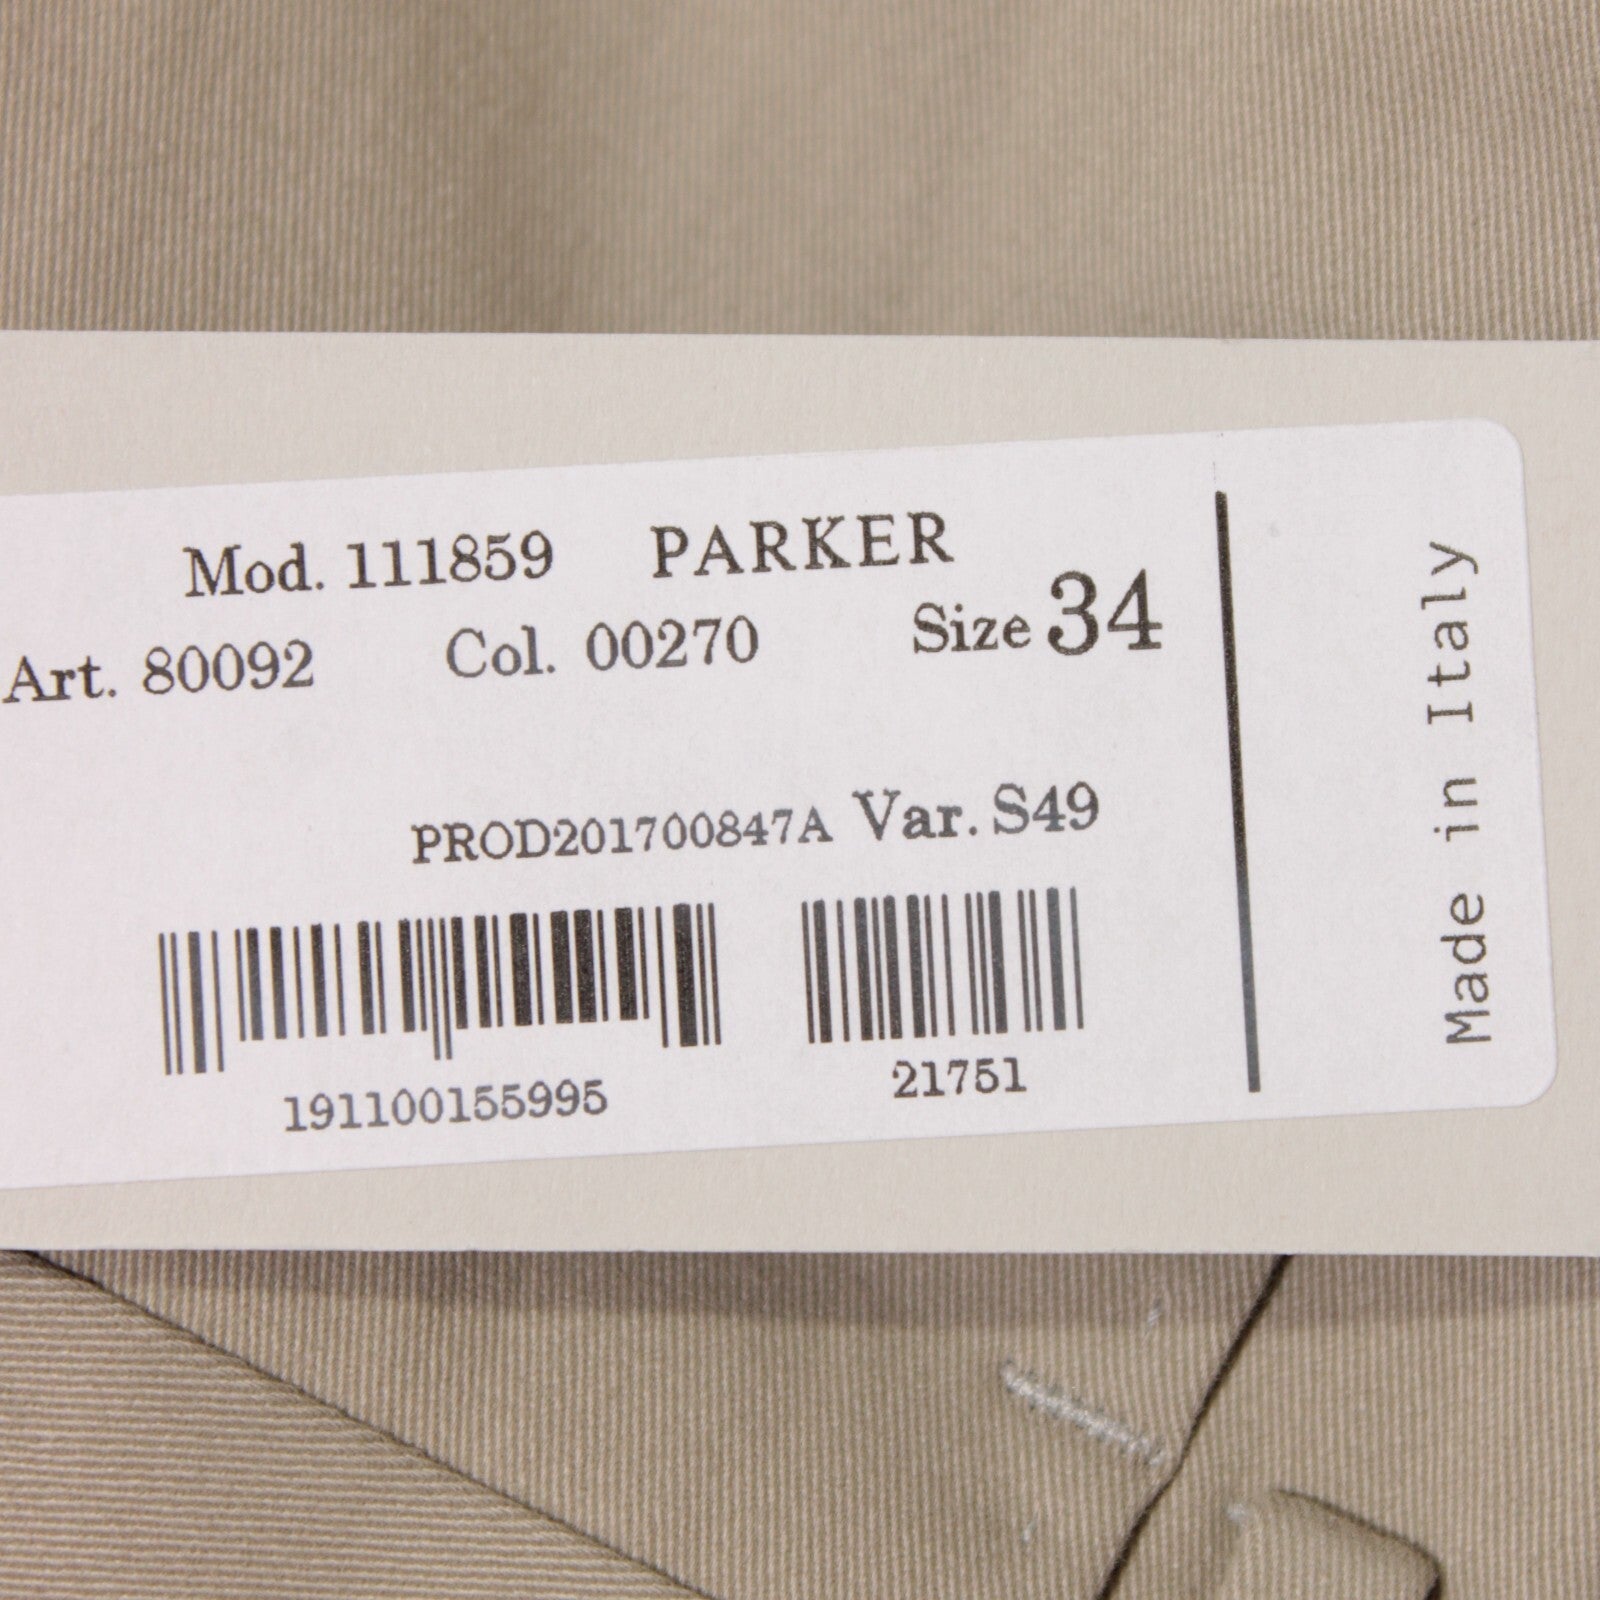 Mod. 111859 PARKER
Art. 80092 Col. 00270 Size 34
PROD201700847A Var. S49
191100155995 21751
Made in Italy